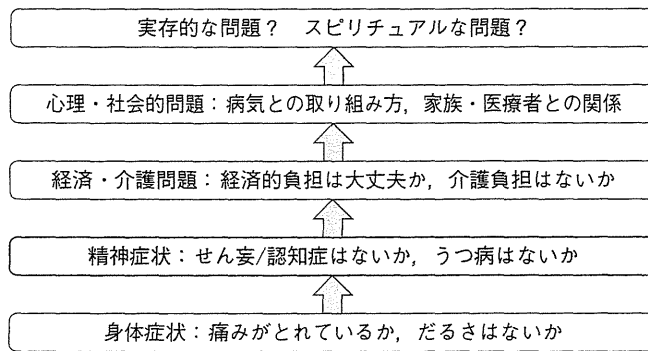 実存的な問題？　スピリチュアルな問題？
心理・社会的問題：病気との取り組み方，家族・医療者との関係
経済・介護問題：経済的負担は大丈夫か，介護負担はないか
精神症状：せん妄/認知症はないか，うつ病はないか
身体症状：痛みがとれているか，だるさはないか